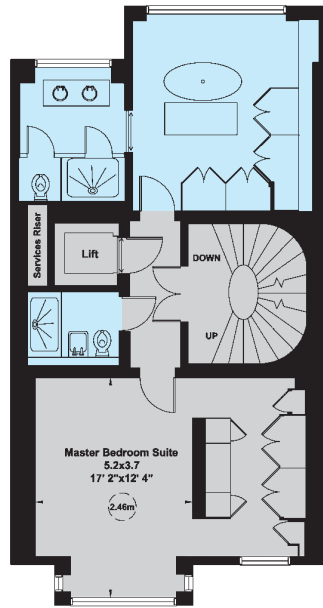 Services Riser
Lift
DOWN
UP
Master Bedroom Suite
5.2x3.7
17' 2"x12' 4"
2.46m